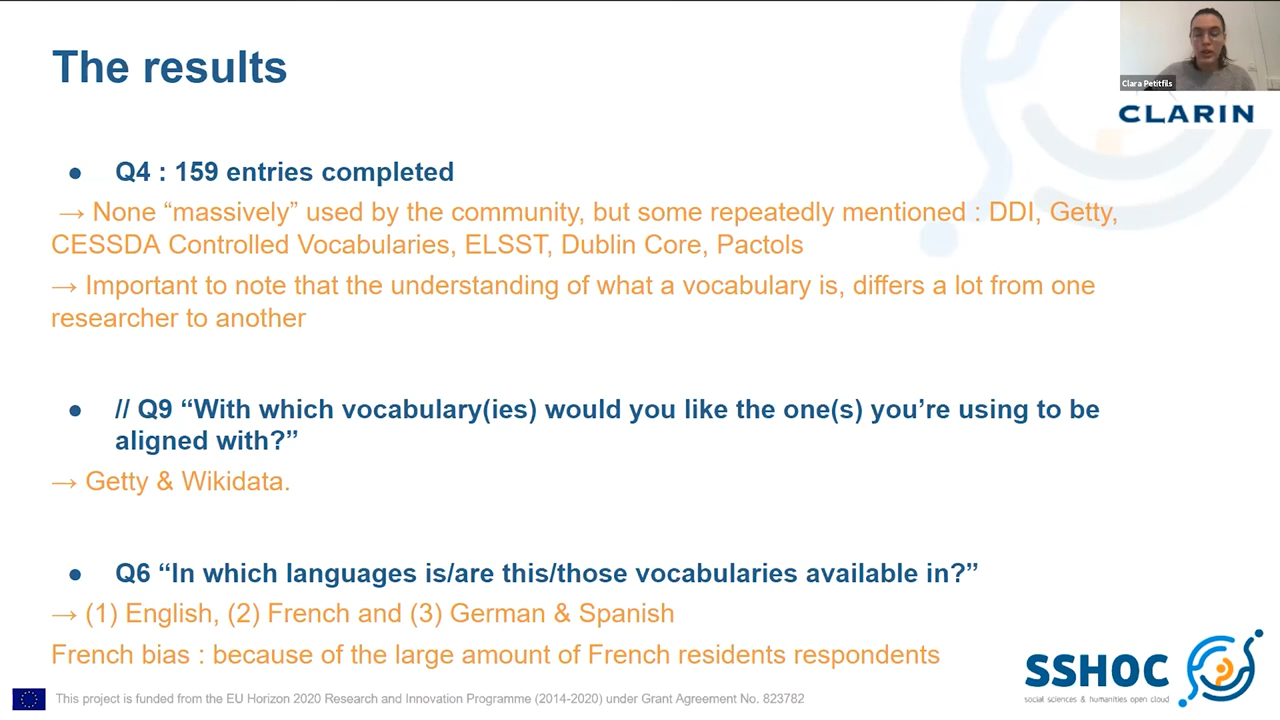 The results
Clara Petitfils
CLARIN
● Q4 : 159 entries completed
→ None “massively” used by the community, but some repeatedly mentioned : DDI, Getty,
CESSDA Controlled Vocabularies, ELSST, Dublin Core, Pactols
→ Important to note that the understanding of what a vocabulary is, differs a lot from one
researcher to another
● // Q9 “With which vocabulary(ies) would you like the one(s) you’re using to be
aligned with?”
→ Getty & Wikidata.
● Q6 “In which languages is/are this/those vocabularies available in?”
→ (1) English, (2) French and (3) German & Spanish
French bias : because of the large amount of French residents respondents
SSHOC
social sciences & humanities open cloud
This project is funded from the EU Horizon 2020 Research and Innovation Programme (2014-2020) under Grant Agreement No. 823782